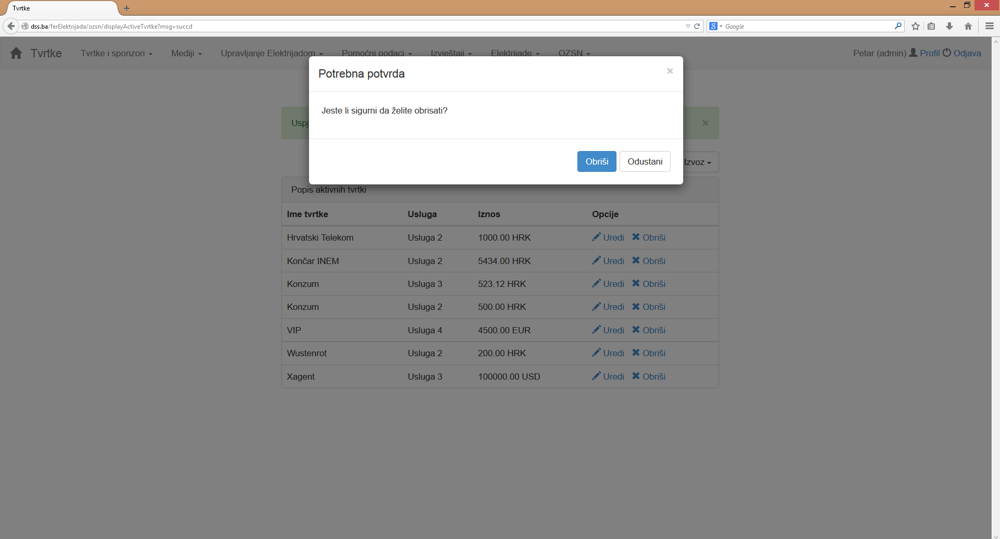 Tvrtke
dss.ba/ferElektrijada/ozsn/displayActiveTvrtke?msg=succd
Google
Tvrtke Tvrtke i sponzori Mediji Upravljanje Elektrijadom Pomoćni podaci Izvještaji Elektrijade OZSN Petar (admin) Profil Odjava
Potrebna potvrda
Jeste li sigurni da želite obrisati?
Obriši Odustani
Izvoz
Popis aktivnih tvrtki
Ime tvrtke Usluga Iznos Opcije
Hrvatski Telekom Usluga 2 1000.00 HRK Uredi Obriši
Končar INEM Usluga 2 5434.00 HRK Uredi Obriši
Konzum Usluga 3 523.12 HRK Uredi Obriši
Konzum Usluga 2 500.00 HRK Uredi Obriši
VIP Usluga 4 4500.00 EUR Uredi Obriši
Wustenrot Usluga 2 200.00 HRK Uredi Obriši
Xagent Usluga 3 100000.00 USD Uredi Obriši